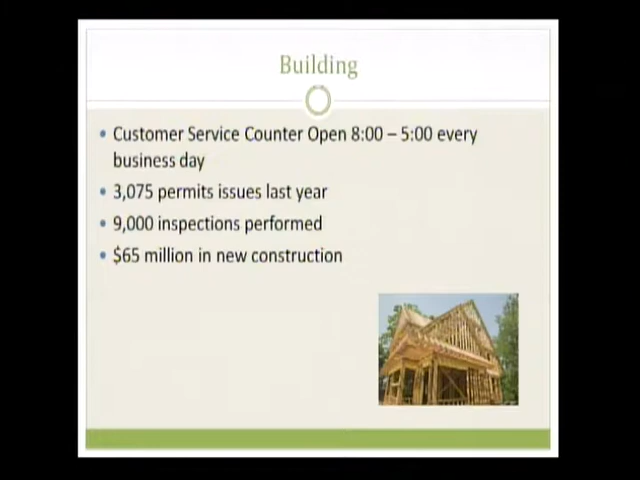 Building
• Customer Service Counter Open 8:00 – 5:00 every
business day
• 3,075 permits issues last year
• 9,000 inspections performed
• $65 million in new construction